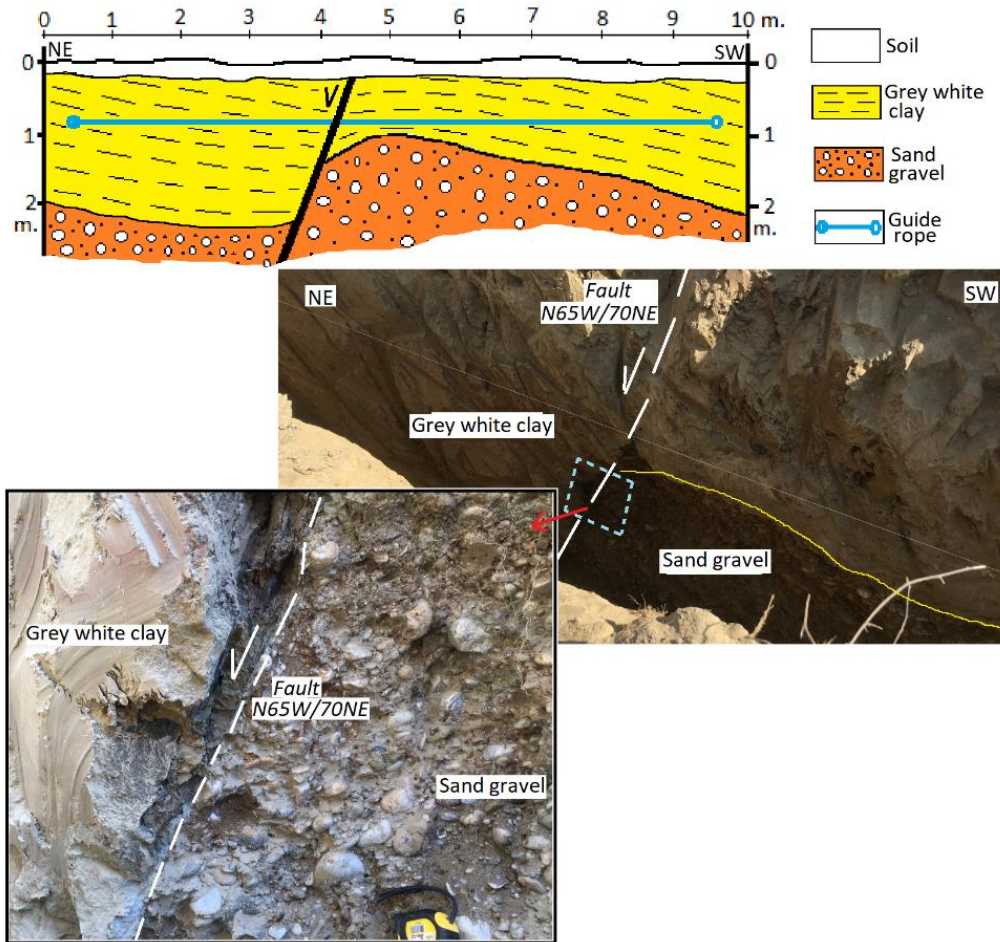 0 1 2 3 4 5 6 7 8 9 10 m.
NE SW
0 0
1 1
2 2
m. m.
Soil
Grey white
clay
Sand
gravel
Guide
rope
NE
Fault
N65W/70NE
SW
Grey white clay
Sand gravel
Grey white clay
Fault
N65W/70NE
Sand gravel